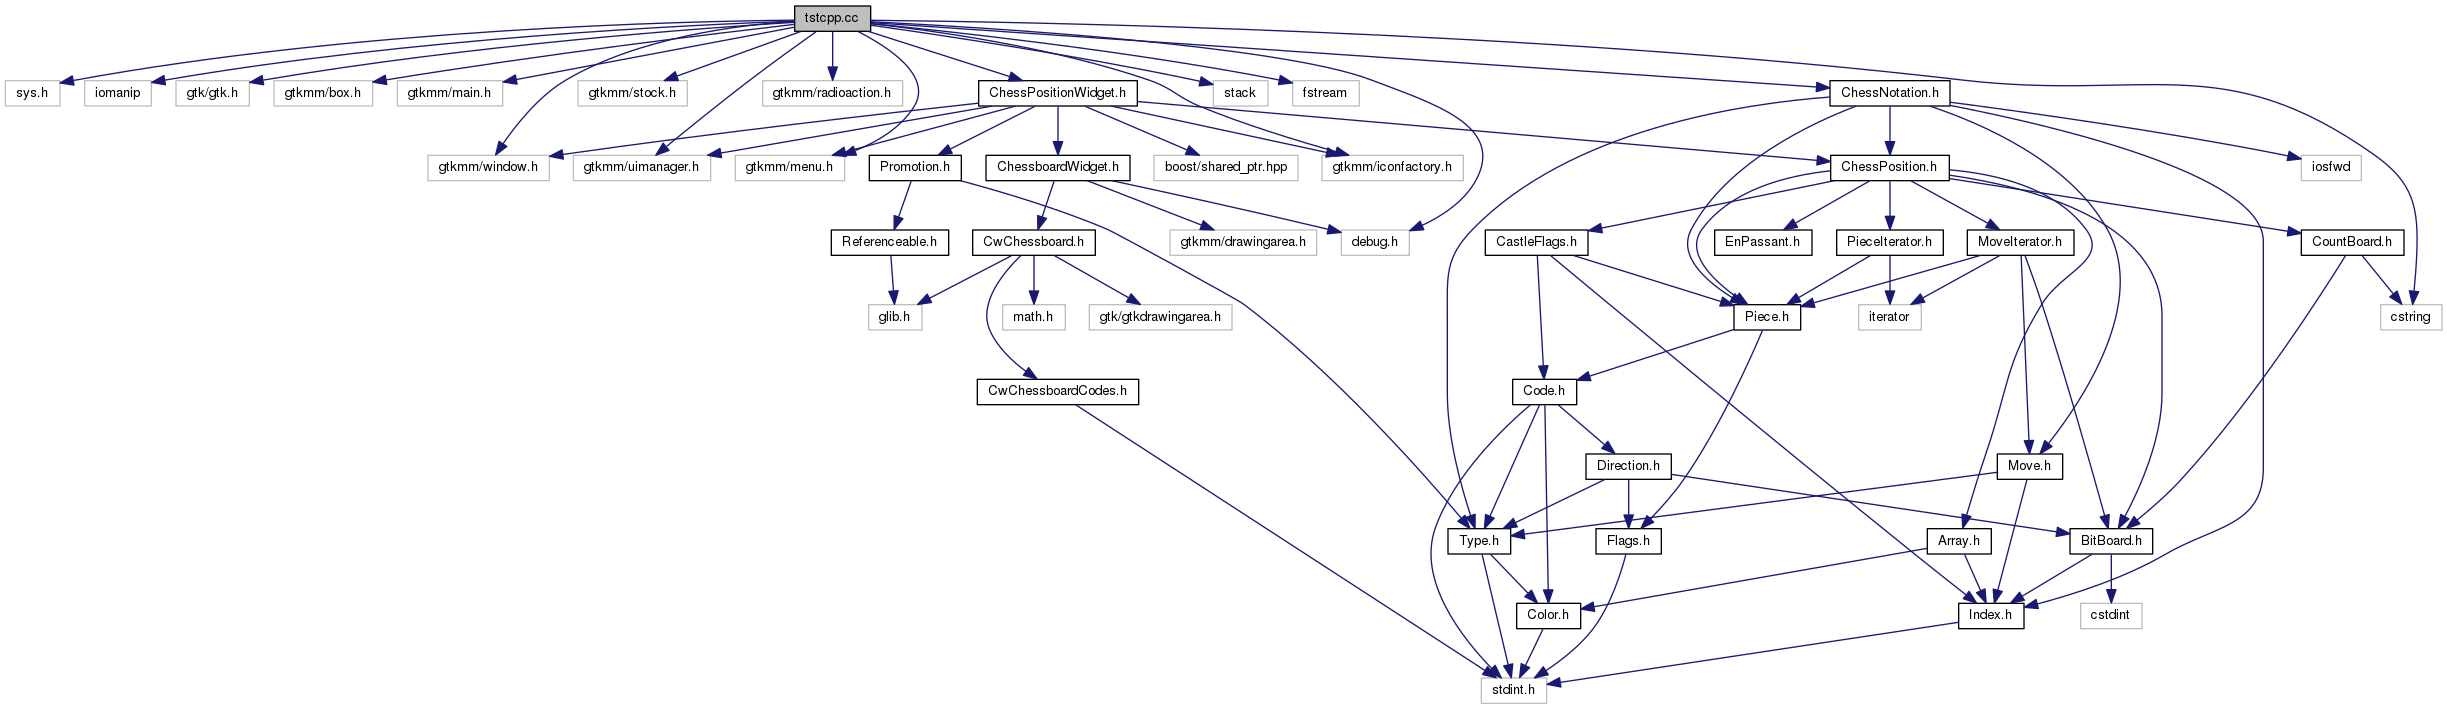 tstcpp.cc
sys.h
iomanip
gtk/gtk.h
gtkmm/box.h
gtkmm/main.h
gtkmm/stock.h
gtkmm/radioaction.h
ChessPositionWidget.h
stack
fstream
ChessNotation.h
gtkmm/window.h
gtkmm/uimanager.h
gtkmm/menu.h
Promotion.h
ChessboardWidget.h
boost/shared_ptr.hpp
gtkmm/iconfactory.h
ChessPosition.h
iosfwd
Referenceable.h
CwChessboard.h
gtkmm/drawingarea.h
debug.h
CastleFlags.h
EnPassant.h
PieceIterator.h
MoveIterator.h
CountBoard.h
glib.h
math.h
gtk/gtkdrawingarea.h
Piece.h
iterator
cstring
CwChessboardCodes.h
Code.h
Direction.h
Move.h
Type.h
Flags.h
Array.h
BitBoard.h
Color.h
Index.h
cstdint
stdint.h